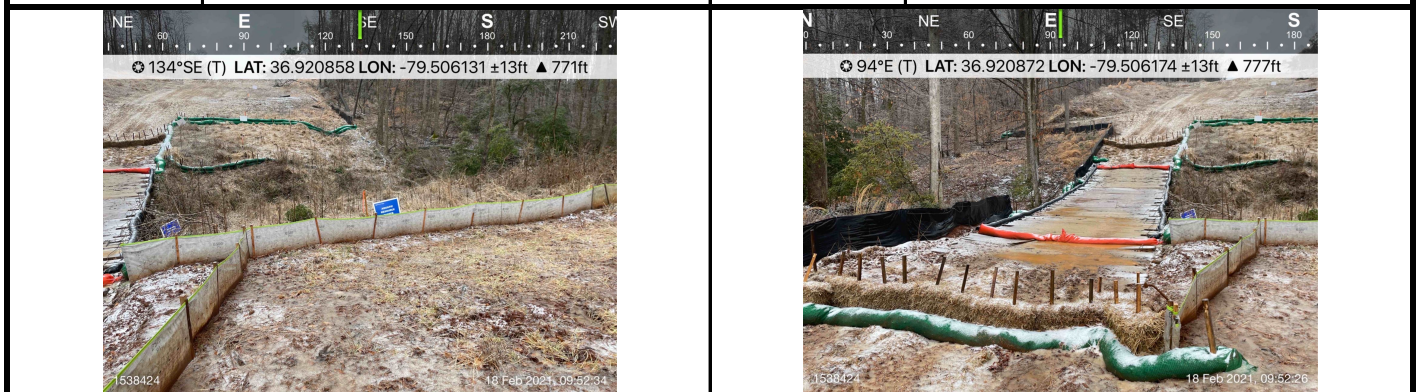 NE E SE S SW
60 90 120 150 180 210
134°SE (T) LAT: 36.920858 LON: -79.506131 ±13ft ▲ 771ft
1538424
18 Feb 2021, 09:52:34
N NE E SE S
0 30 60 90 120 150 180
94°E (T) LAT: 36.920872 LON: -79.506174 ±13ft ▲ 777ft
1538424
18 Feb 2021, 09:52:26